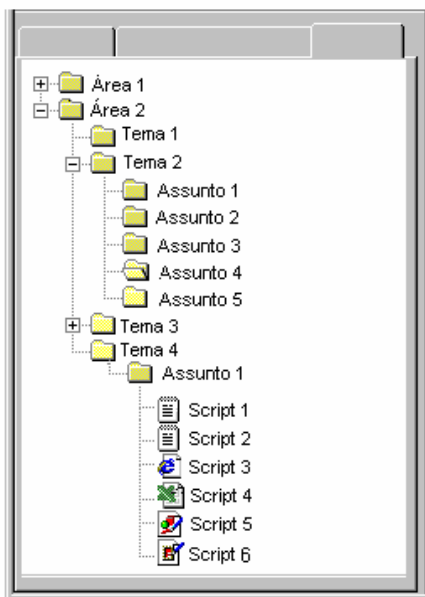 Área 1
Área 2
Tema 1
Tema 2
Assunto 1
Assunto 2
Assunto 3
Assunto 4
Assunto 5
Tema 3
Tema 4
Assunto 1
Script 1
Script 2
Script 3
Script 4
Script 5
Script 6